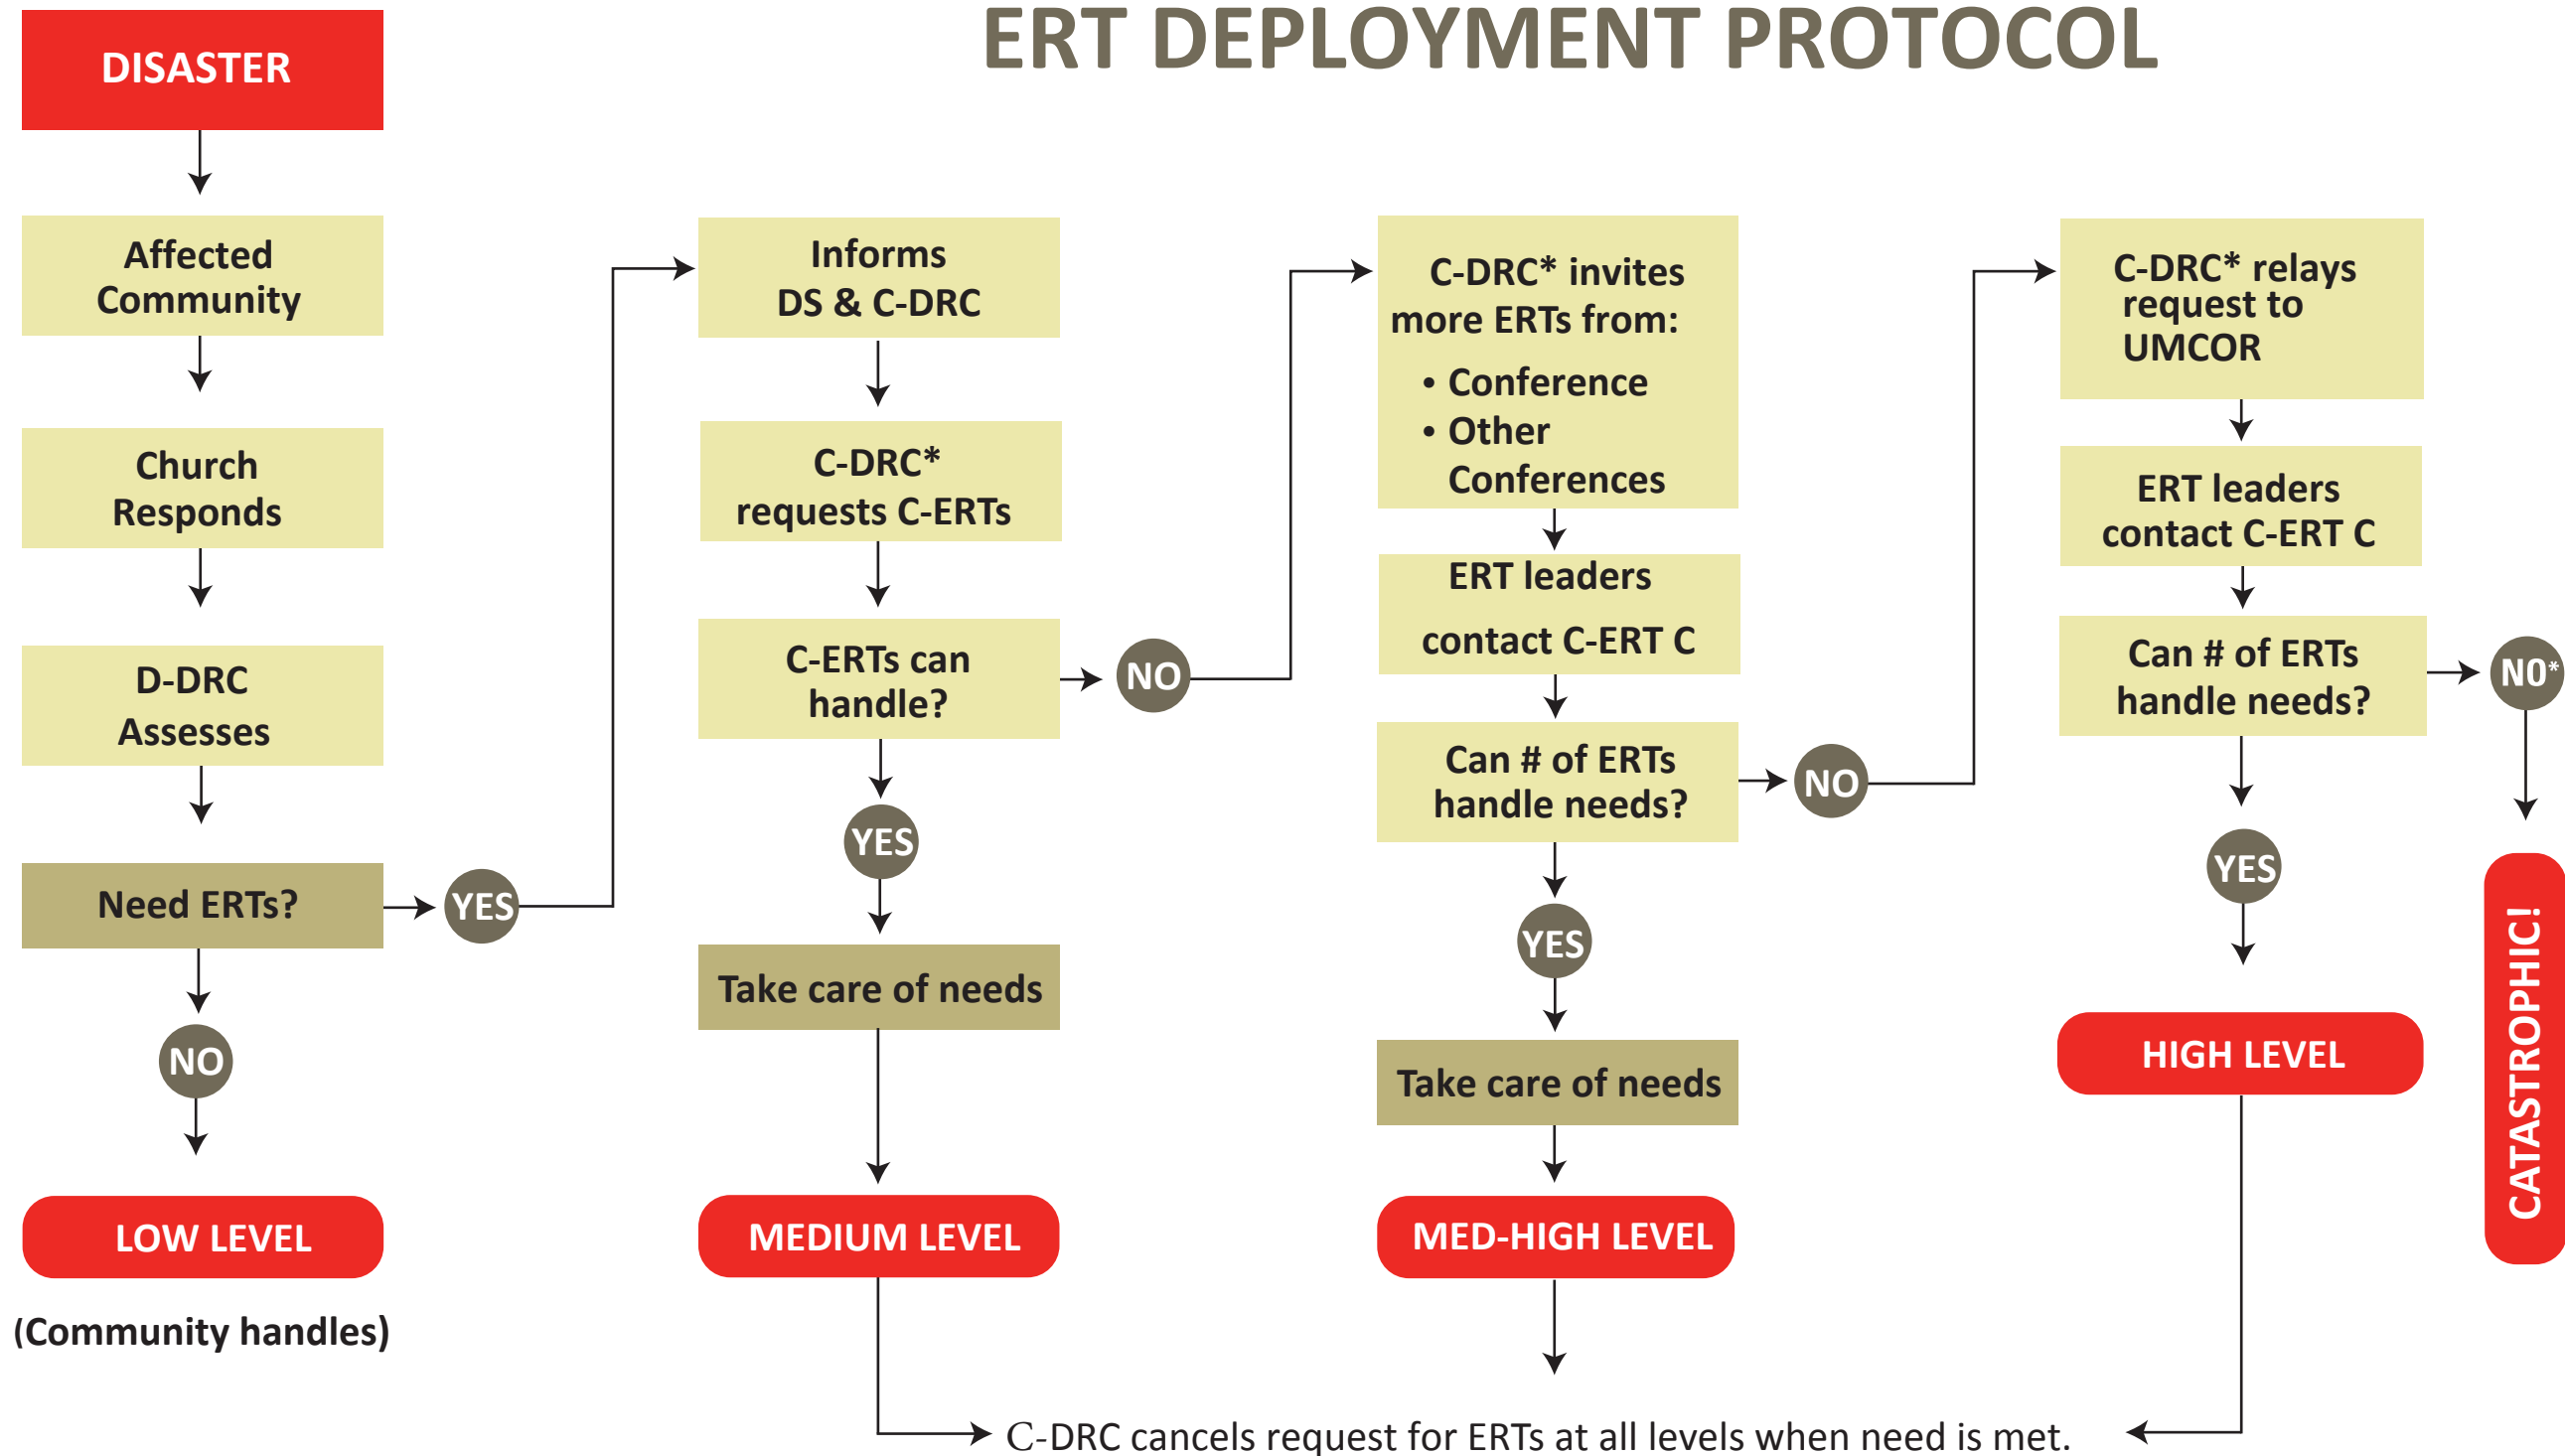 ERT DEPLOYMENT PROTOCOL
DISASTER
Affected
Community
Church
Responds
D-DRC
Assesses
Need ERTs?
YES
NO
LOW LEVEL
(Community handles)
Informs
DS & C-DRC
C-DRC*
requests C-ERTs
C-ERTs can
handle?
NO
YES
Take care of needs
MEDIUM LEVEL
C-DRC* invites
more ERTs from:
• Conference
• Other
Conferences
ERT leaders
contact C-ERT C
Can # of ERTs
handle needs?
NO
YES
Take care of needs
MED-HIGH LEVEL
C-DRC* relays
request to
UMCOR
ERT leaders
contact C-ERT C
Can # of ERTs
handle needs?
N0*
YES
HIGH LEVEL
CATASTROPHIC!
C-DRC cancels request for ERTs at all levels when need is met.